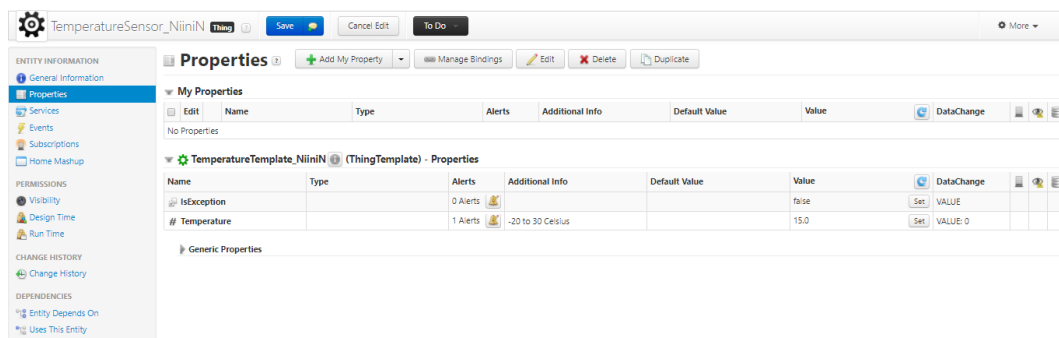 TemperatureSensor_NiiniN Thing Save Cancel Edit To Do More
ENTITY INFORMATION
General Information
Properties
Services
Events
Subscriptions
Home Mashup
PERMISSIONS
Visibility
Design Time
Run Time
CHANGE HISTORY
Change History
DEPENDENCIES
Entity Depends On
Uses This Entity
Properties Add My Property Manage Bindings Edit Delete Duplicate
My Properties
Edit Name Type Alerts Additional Info Default Value Value DataChange
No Properties
TemperatureTemplate_NiiniN (ThingTemplate) - Properties
Name Type Alerts Additional Info Default Value Value DataChange
IsException 0 Alerts false Set VALUE
# Temperature 1 Alerts -20 to 30 Celsius 15.0 Set VALUE: 0
Generic Properties